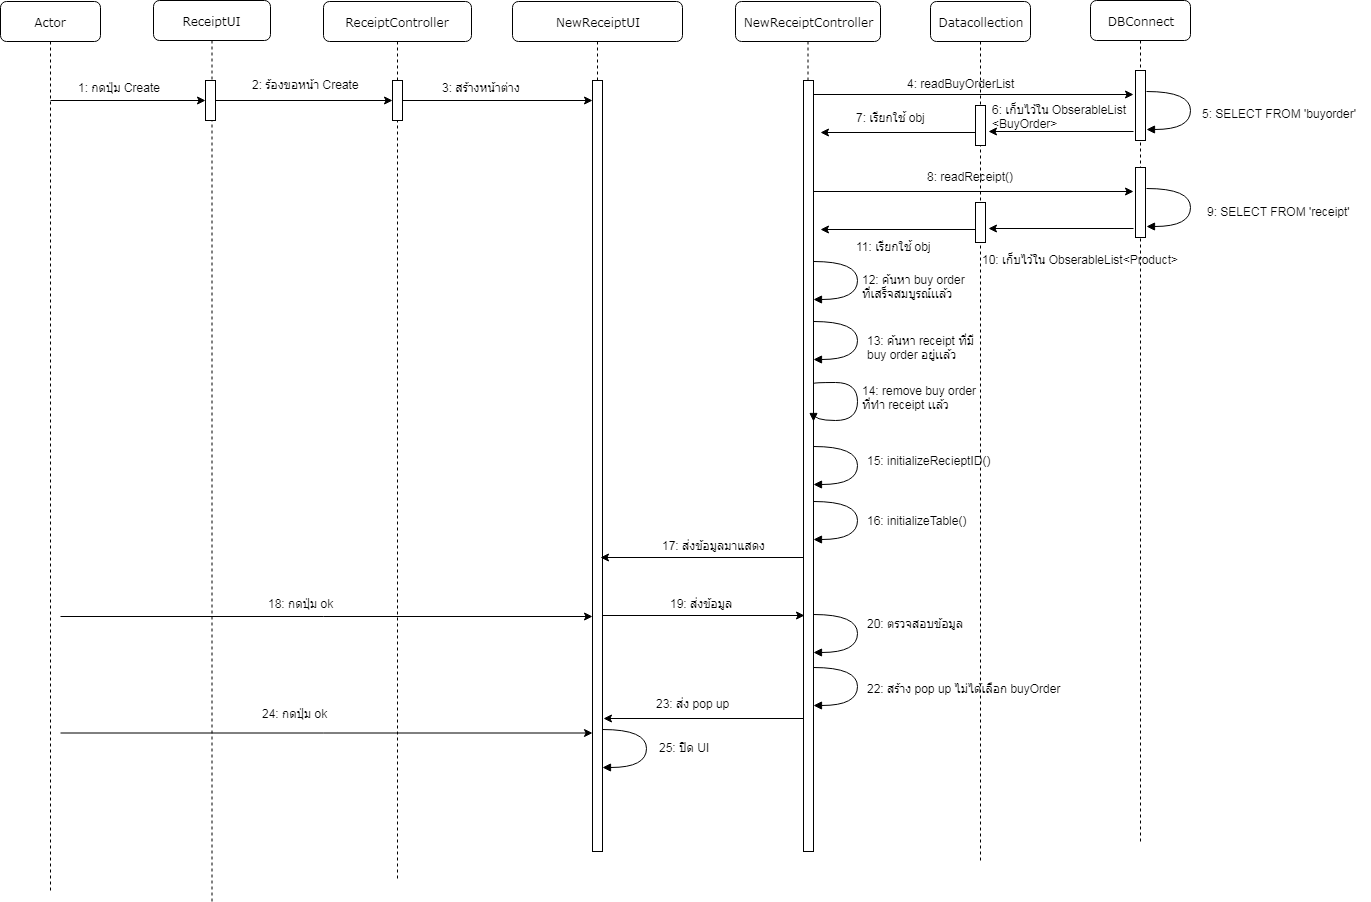 Actor
ReceiptUI
ReceiptController
NewReceiptUI
NewReceiptController
Datacollection
DBConnect
1: กดปุ่ม Create
2: ร้องขอหน้า Create
3: สร้างหน้าต่าง
4: readBuyOrderList
5: SELECT FROM 'buyorder'
6: เก็บไว้ใน ObserableList
<BuyOrder>
7: เรียกใช้ obj
8: readReceipt()
9: SELECT FROM 'receipt'
10: เก็บไว้ใน ObserableList<Product>
11: เรียกใช้ obj
12: ค้นหา buy order
ที่เสร็จสมบูรณ์แล้ว
13: ค้นหา receipt ที่มี
buy order อยู่แล้ว
14: remove buy order
ที่ทำ receipt แล้ว
15: initializeRecieptID()
16: initializeTable()
17: ส่งข้อมูลมาแสดง
18: กดปุ่ม ok
19: ส่งข้อมูล
20: ตรวจสอบข้อมูล
22: สร้าง pop up ไม่ได้เลือก buyOrder
23: ส่ง pop up
24: กดปุ่ม ok
25: ปิด UI